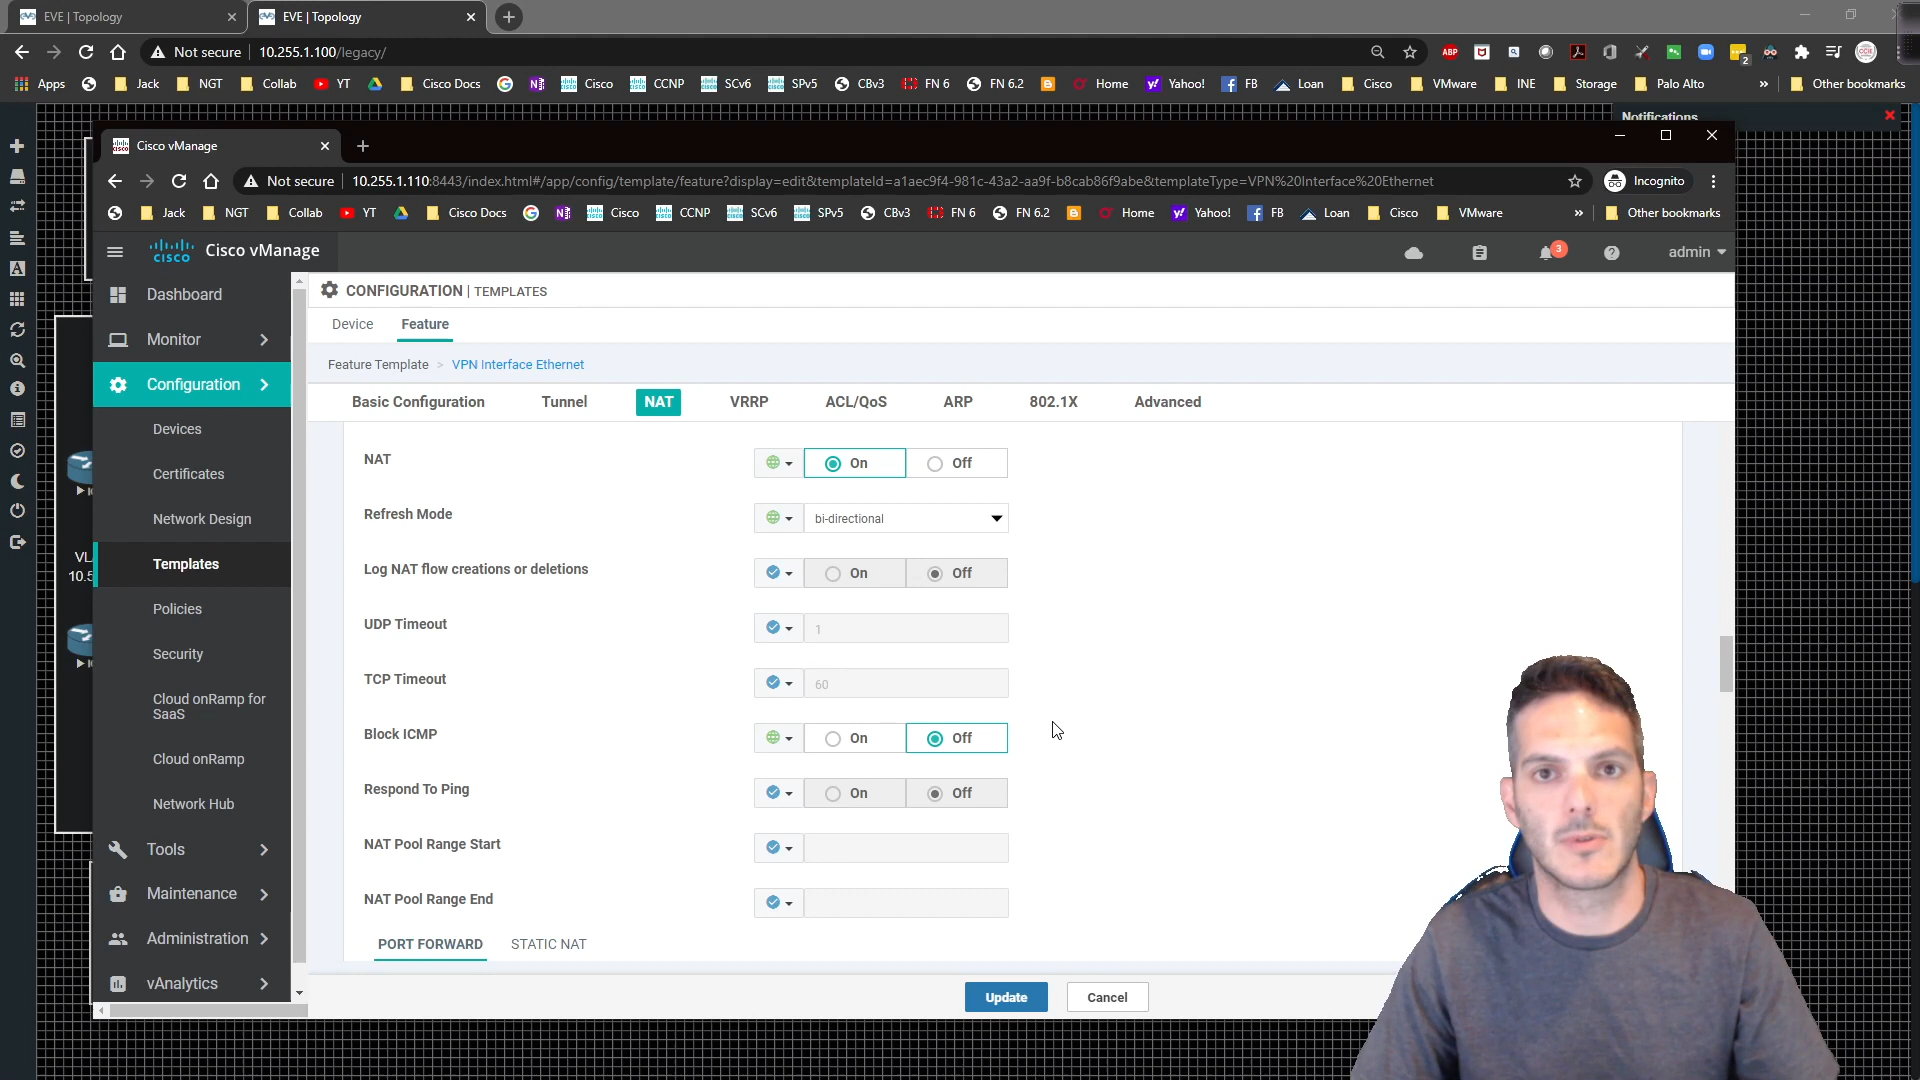 EVE | Topology
EVE | Topology
Not secure 10.255.1.100/legacy/
ABP
2
Apps Jack NGT Collab YT Cisco Docs Cisco CCNP SCv6 SPv5 CBv3 FN 6 FN 6.2 Home Yahoo! FB Loan Cisco VMware INE Storage Palo Alto » Other bookmarks
Notifications
Cisco vManage
Not secure 10.255.1.110:8443/index.html#/app/config/template/feature?display=edit&templateId=a1aec9f4-981c-43a2-aa9f-b8cab86f9abe&templateType=VPN%20Interface%20Ethernet
Incognito
Jack NGT Collab YT Cisco Docs Cisco CCNP SCv6 SPv5 CBv3 FN 6 FN 6.2 Home Yahoo! FB Loan Cisco VMware » Other bookmarks
cisco Cisco vManage
3
admin
Dashboard
Monitor
Configuration
Devices
Certificates
Network Design
Templates
Policies
Security
Cloud onRamp for
SaaS
Cloud onRamp
Network Hub
Tools
Maintenance
Administration
vAnalytics
VL
10.5
CONFIGURATION | TEMPLATES
Device Feature
Feature Template > VPN Interface Ethernet
Basic Configuration Tunnel NAT VRRP ACL/QoS ARP 802.1X Advanced
NAT On Off
Refresh Mode bi-directional
Log NAT flow creations or deletions On Off
UDP Timeout 1
TCP Timeout 60
Block ICMP On Off
Respond To Ping On Off
NAT Pool Range Start
NAT Pool Range End
PORT FORWARD STATIC NAT
Update Cancel